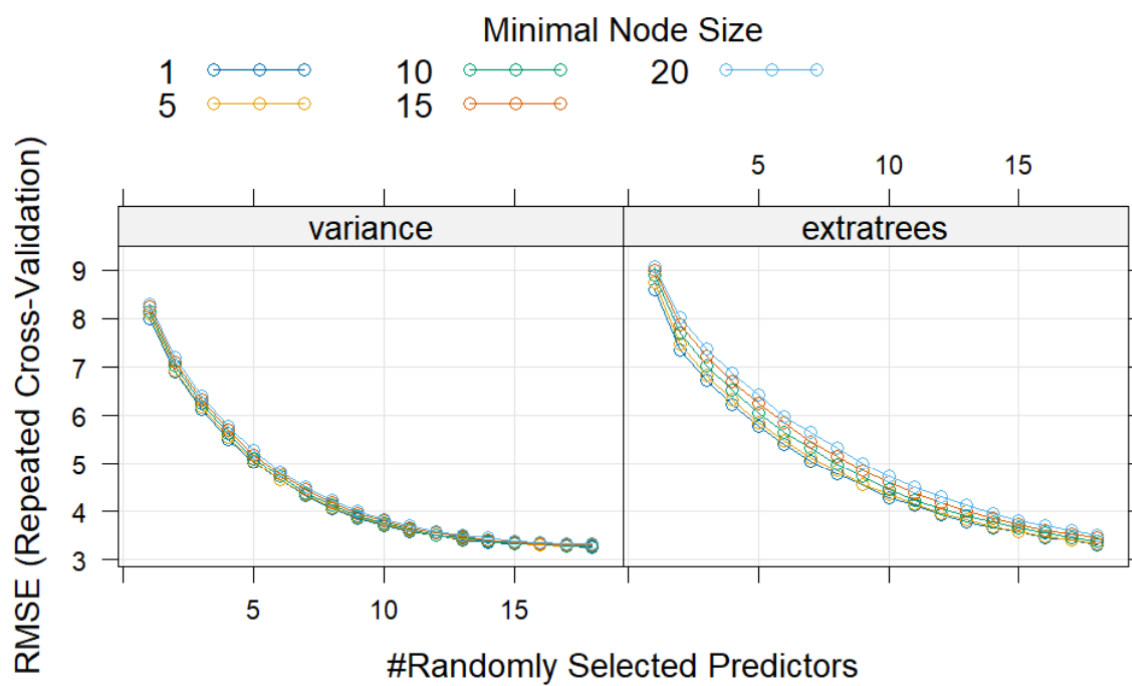 Minimal Node Size
1 10 20
5 15
RMSE (Repeated Cross-Validation)
5 10 15
variance extratrees
9
8
7
6
5
4
3
5 10 15
#Randomly Selected Predictors